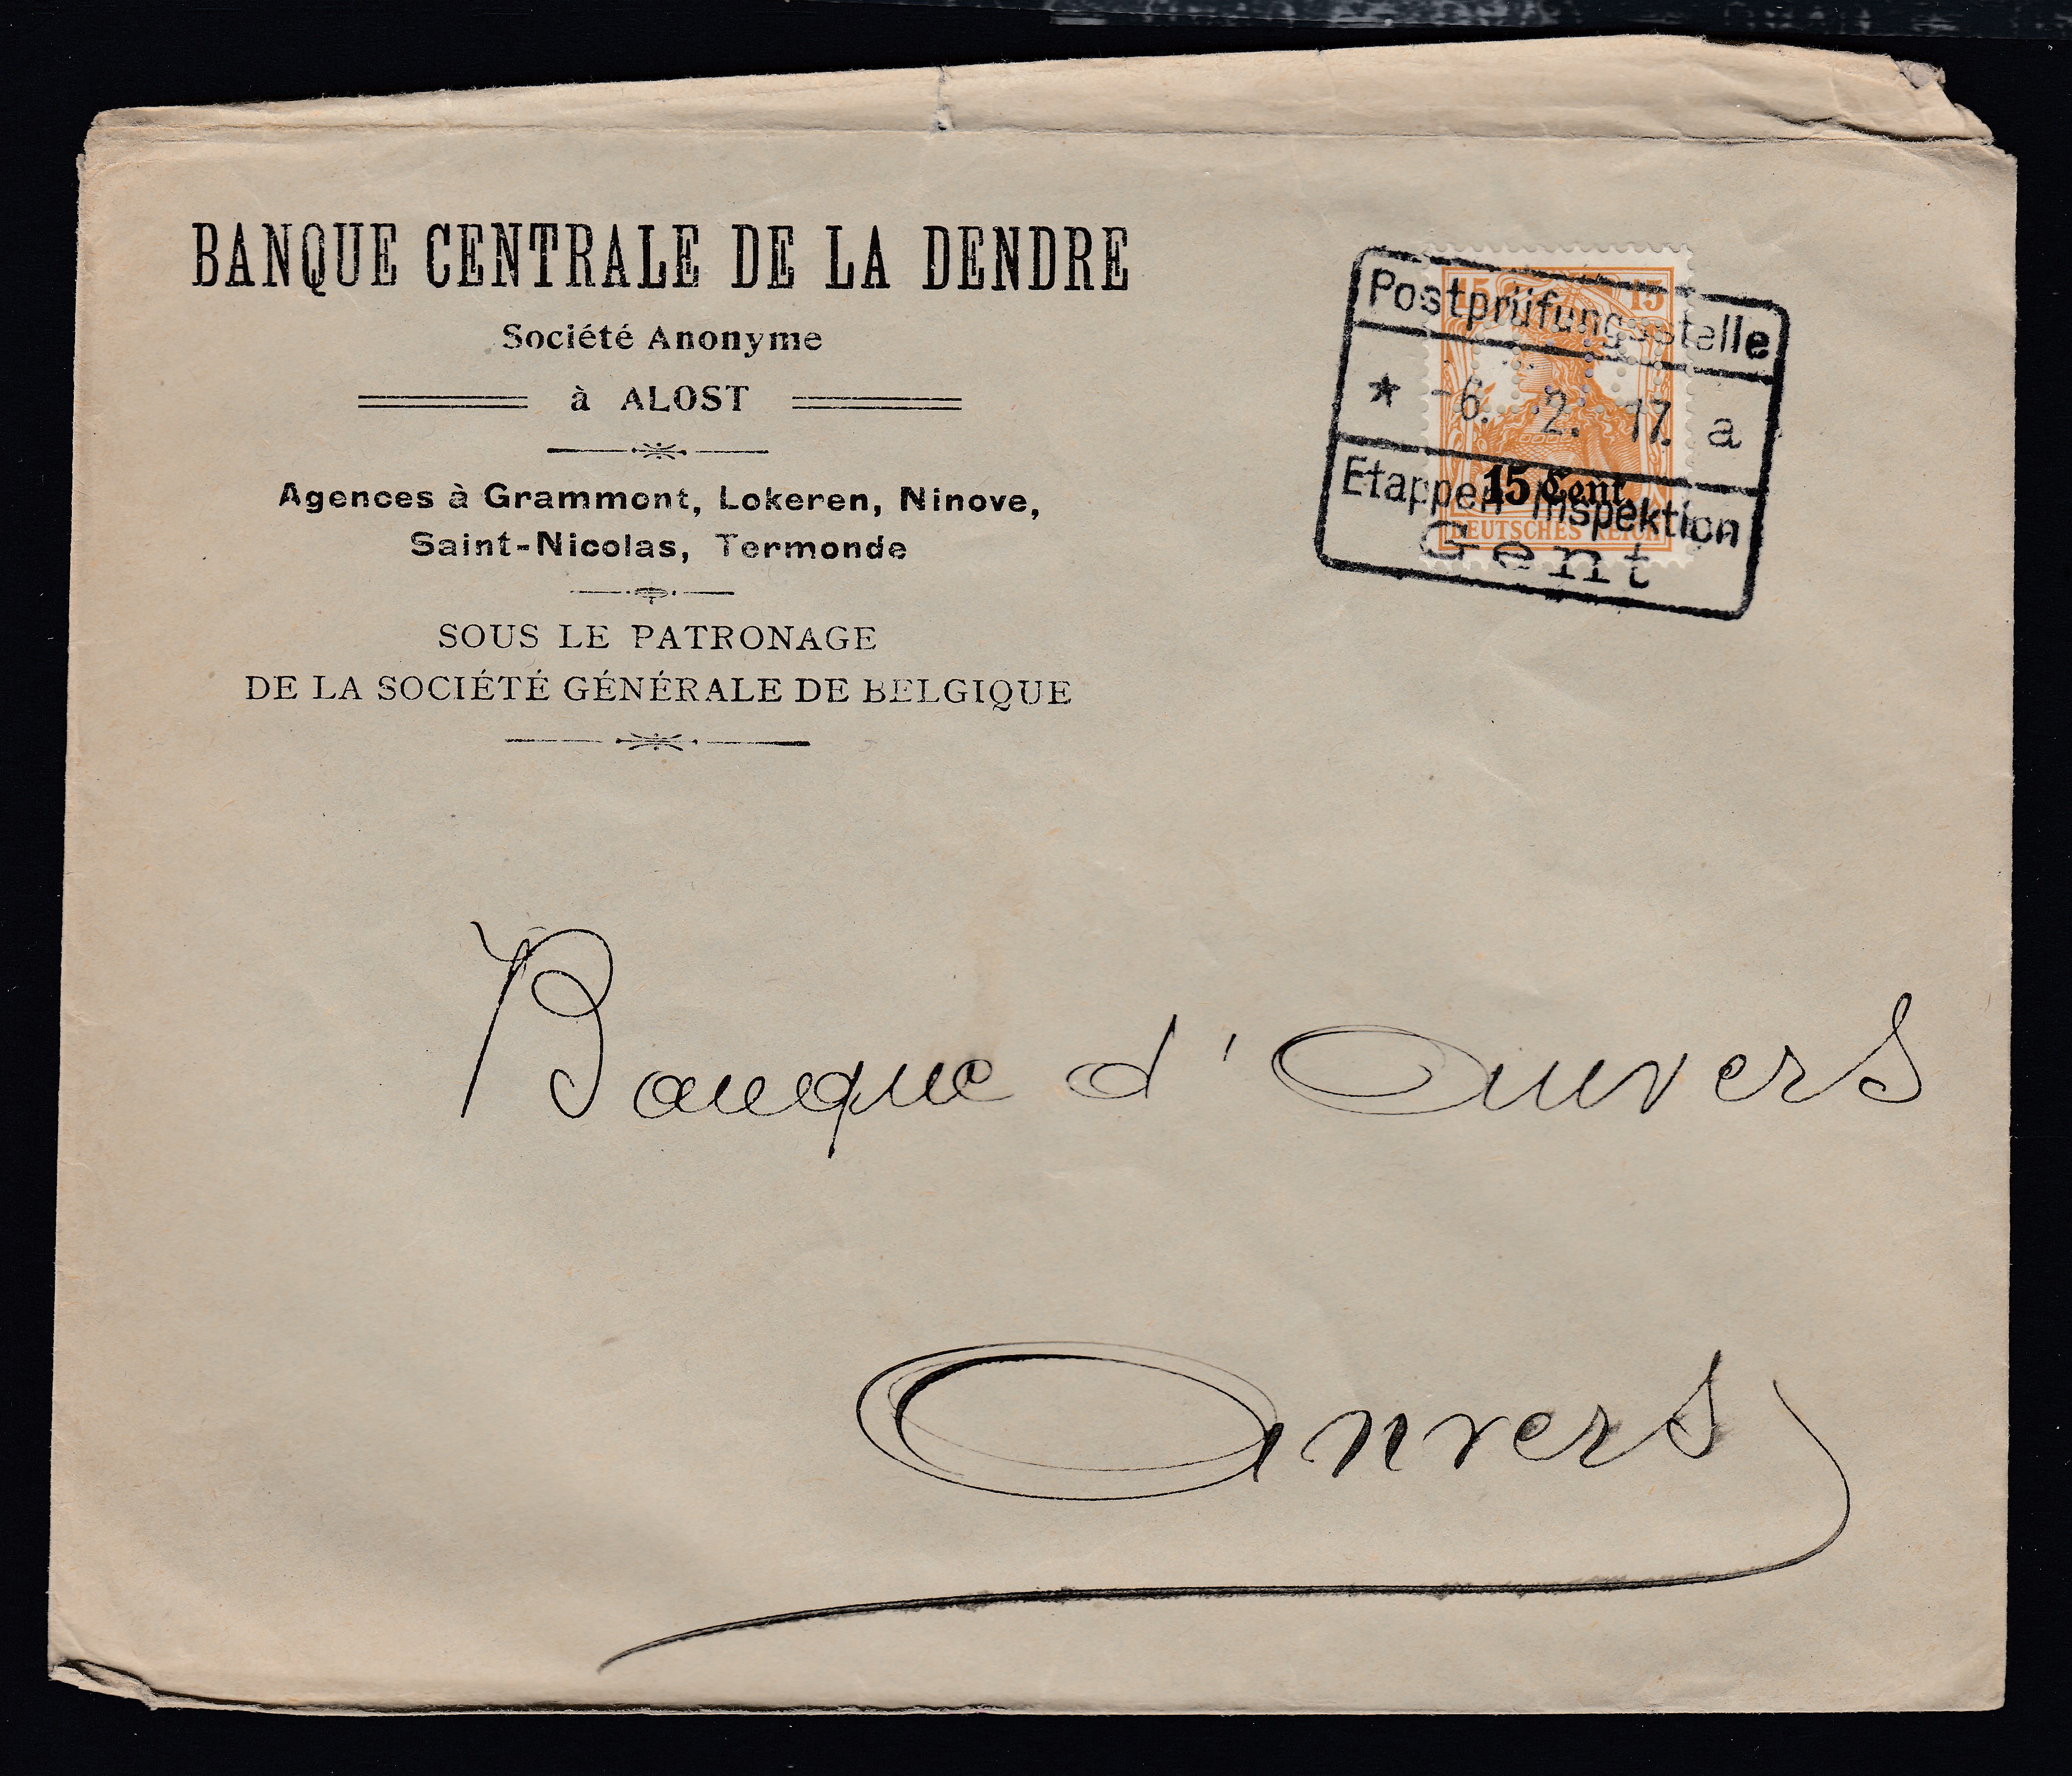 BANQUE CENTRALE DE LA DENDRE
Société Anonyme
à ALOST
Agences à Grammont, Lokeren, Ninove,
Saint-Nicolas, Termonde
SOUS LE PATRONAGE
DE LA SOCIÉTÉ GÉNÉRALE DE BELGIQUE
15 15
15 Cent.
DEUTSCHES REICH
Postprüfungsstelle
* -6. 2. 17. a
Etappen-Inspektion
Gent
Banque d'Anvers
Anvers